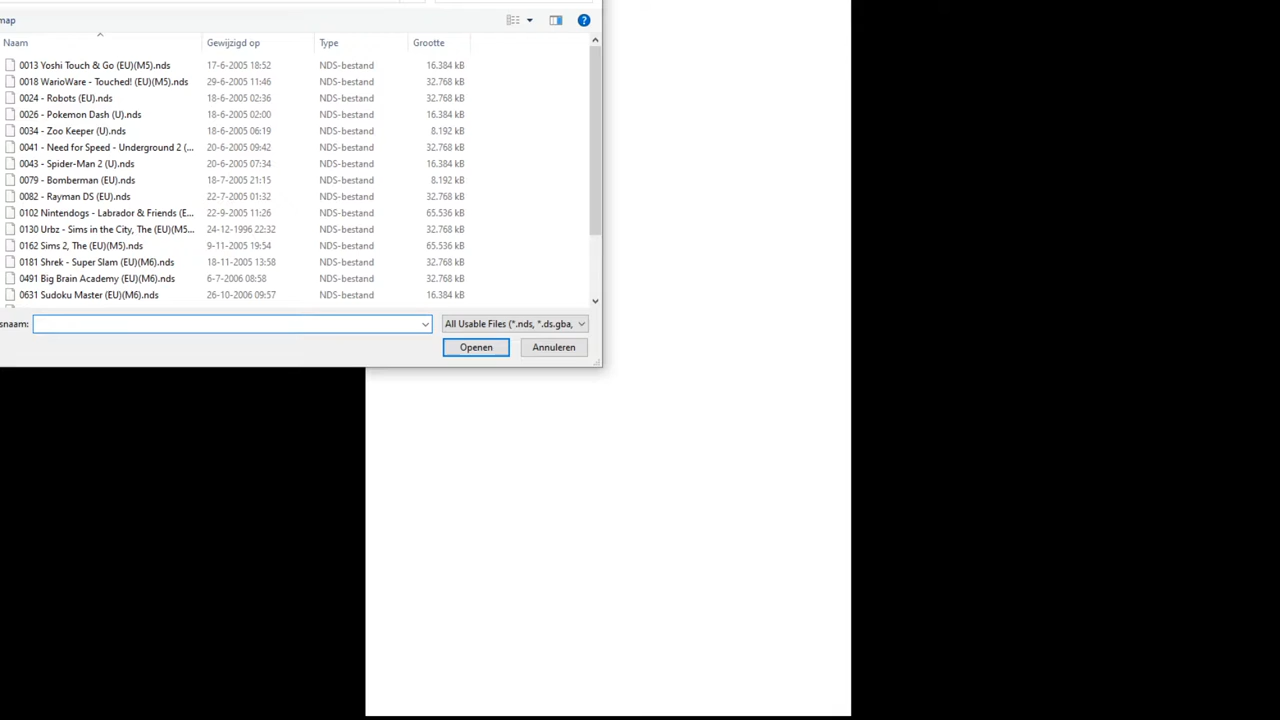 map
Naam Gewijzigd op Type Grootte
0013 Yoshi Touch & Go (EU)(M5).nds 17-6-2005 18:52 NDS-bestand 16.384 kB
0018 WarioWare - Touched! (EU)(M5).nds 29-6-2005 11:46 NDS-bestand 32.768 kB
0024 - Robots (EU).nds 18-6-2005 02:36 NDS-bestand 32.768 kB
0026 - Pokemon Dash (U).nds 18-6-2005 02:00 NDS-bestand 16.384 kB
0034 - Zoo Keeper (U).nds 18-6-2005 06:19 NDS-bestand 8.192 kB
0041 - Need for Speed - Underground 2 (... 20-6-2005 09:42 NDS-bestand 32.768 kB
0043 - Spider-Man 2 (U).nds 20-6-2005 07:34 NDS-bestand 16.384 kB
0079 - Bomberman (EU).nds 18-7-2005 21:15 NDS-bestand 8.192 kB
0082 - Rayman DS (EU).nds 22-7-2005 01:32 NDS-bestand 32.768 kB
0102 Nintendogs - Labrador & Friends (E... 22-9-2005 11:26 NDS-bestand 65.536 kB
0130 Urbz - Sims in the City, The (EU)(M5... 24-12-1996 22:32 NDS-bestand 32.768 kB
0162 Sims 2, The (EU)(M5).nds 9-11-2005 19:54 NDS-bestand 65.536 kB
0181 Shrek - Super Slam (EU)(M6).nds 18-11-2005 13:58 NDS-bestand 32.768 kB
0491 Big Brain Academy (EU)(M6).nds 6-7-2006 08:58 NDS-bestand 32.768 kB
0631 Sudoku Master (EU)(M6).nds 26-10-2006 09:57 NDS-bestand 16.384 kB
snaam: All Usable Files (*.nds, *.ds.gba,
Openen Annuleren